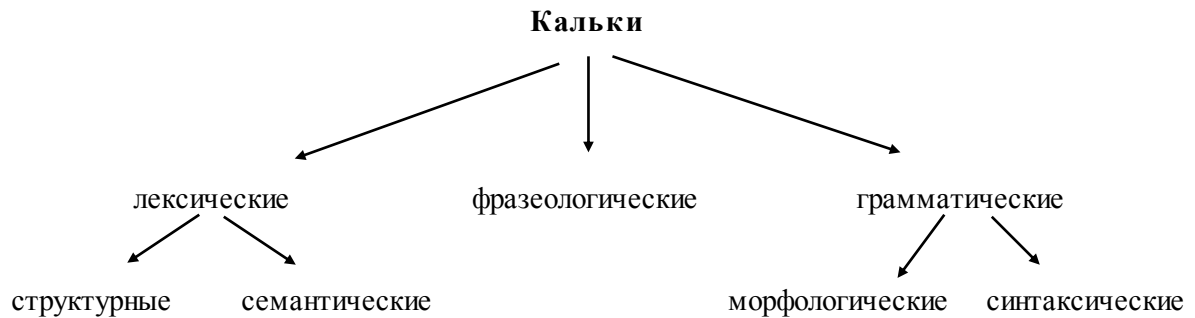 Кальки
лексические фразеологические грамматические
структурные семантические морфологические синтаксические